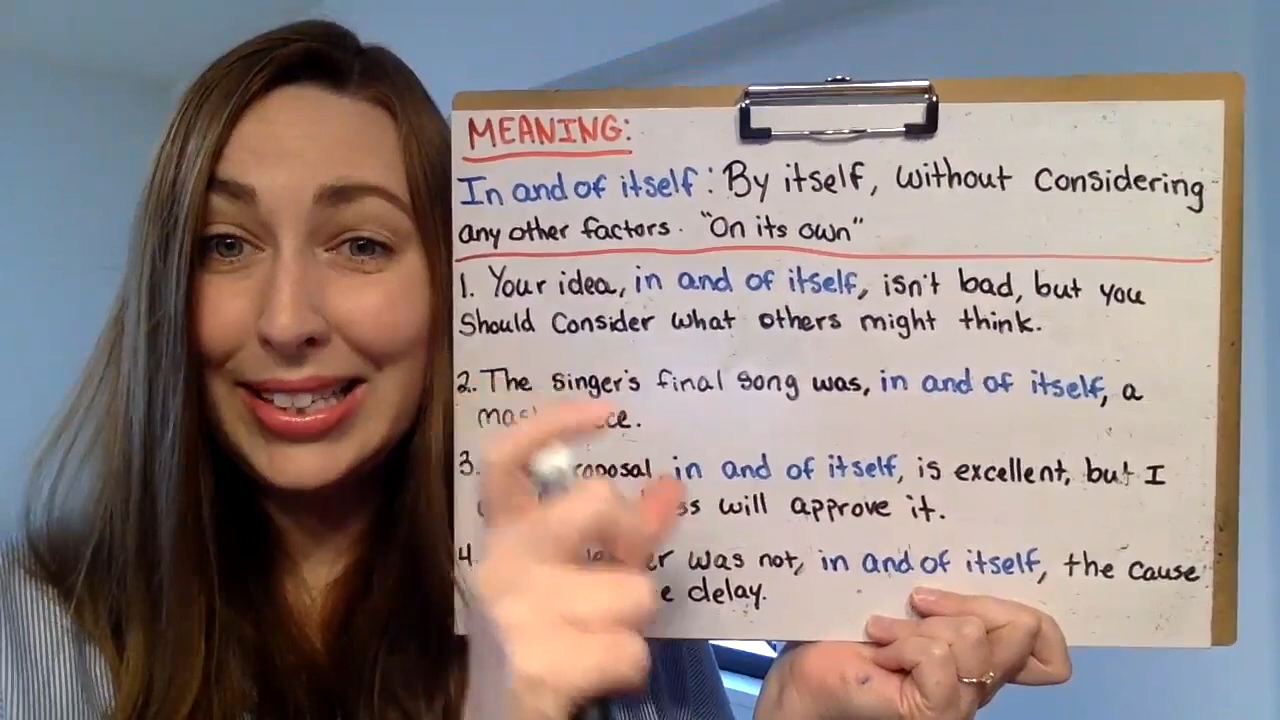 MEANING:
In and of itself: By itself, without Considering
any other factors. "On its own"
1. Your idea, in and of itself, isn't bad, but you
Should Consider what others might think.
2. The singer's final song was, in and of itself, a
3. in and of itself, is excellent, but I
will approve it.
4. was not, in and of itself, the cause
delay.